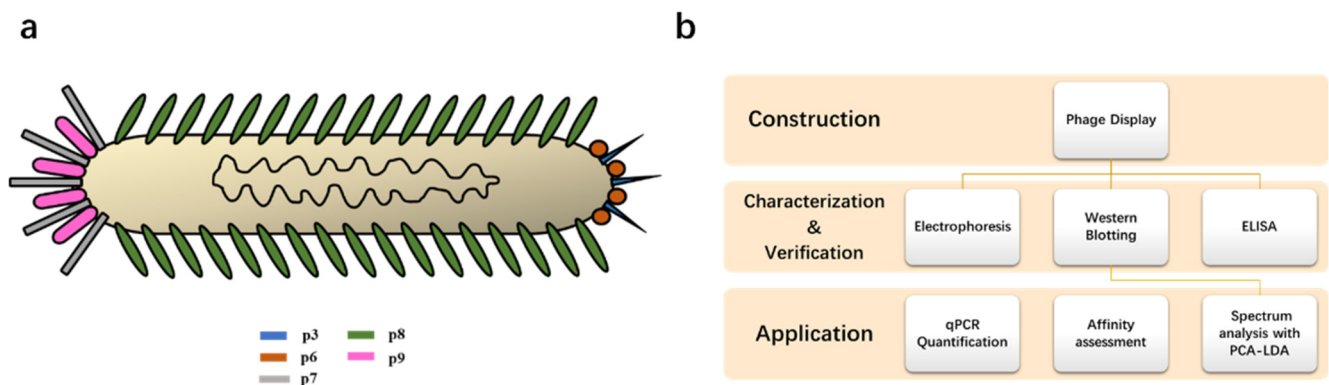 a
p3
p8
p6
p9
p7
b
Construction
Phage Display
Characterization
&
Verification
Electrophoresis
Western
Blotting
ELISA
Application
qPCR
Quantification
Affinity
assessment
Spectrum
analysis with
PCA-LDA